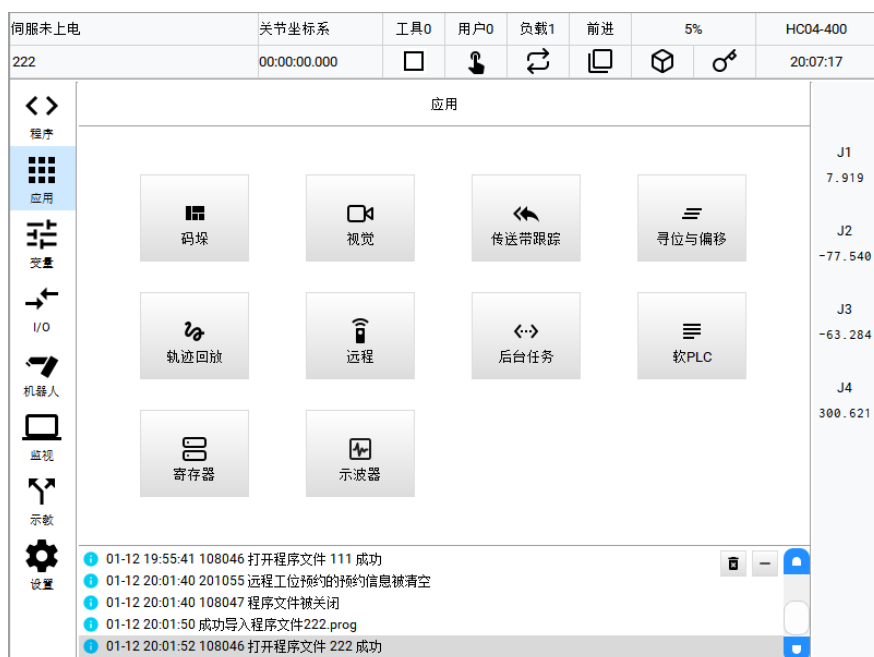 伺服未上电 关节坐标系 工具0 用户0 负载1 前进 5% HC04-400
222 00:00:00.000 20:07:17
应用
程序
应用
变量
I/O
机器人
监视
示教
设置
码垛 视觉 传送带跟踪 寻位与偏移
轨迹回放 远程 后台任务 软PLC
寄存器 示波器
J1
7.919
J2
-77.540
J3
-63.284
J4
300.621
01-12 19:55:41 108046 打开程序文件 111 成功
01-12 20:01:40 201055 远程工位预约的预约信息被清空
01-12 20:01:40 108047 程序文件被关闭
01-12 20:01:50 成功导入程序文件222.prog
01-12 20:01:52 108046 打开程序文件 222 成功